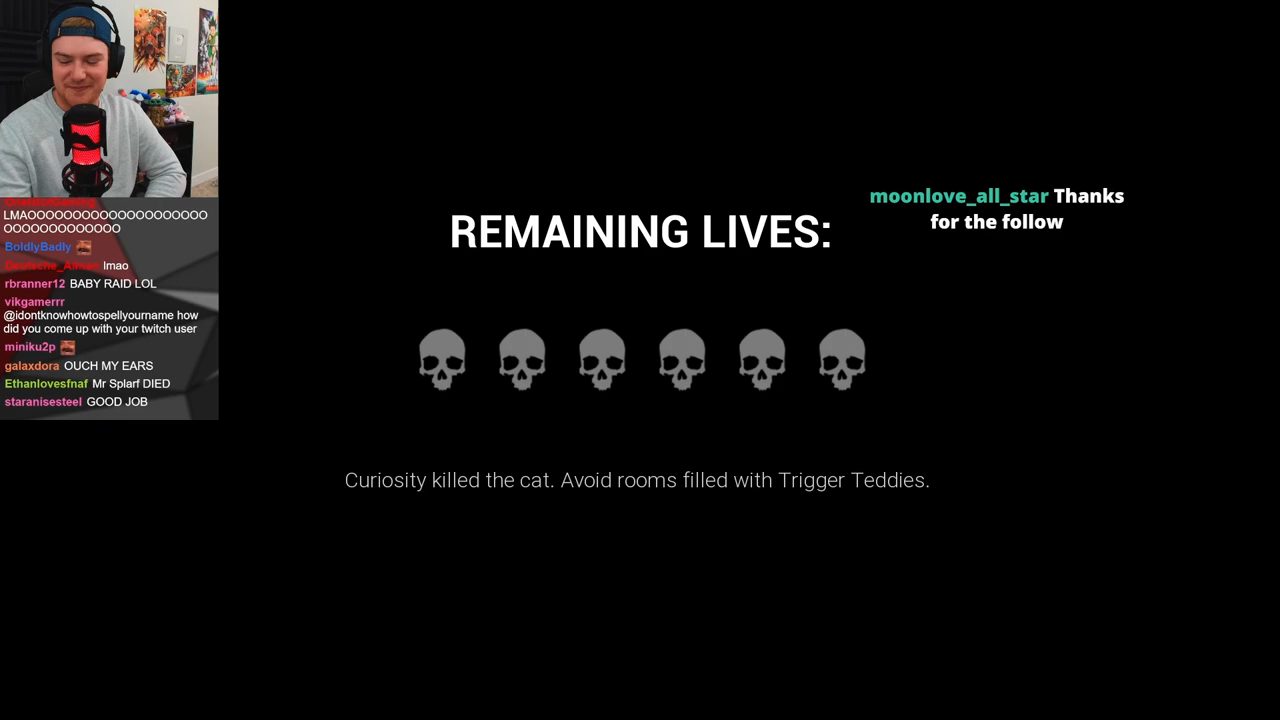 LMAOOOOOOOOOOOOOOOOOOOOO
OOOOOOOOOOOOO
BoldlyBadly
lmao
rbranner12 BABY RAID LOL
vikgamerrr
@idontknowhowtospellyourname how
did you come up with your twitch user
miniku2p
galaxdora OUCH MY EARS
Ethanlovesfnaf Mr Splarf DIED
staranisesteel GOOD JOB
moonlove_all_star Thanks
for the follow
REMAINING LIVES:
Curiosity killed the cat. Avoid rooms filled with Trigger Teddies.